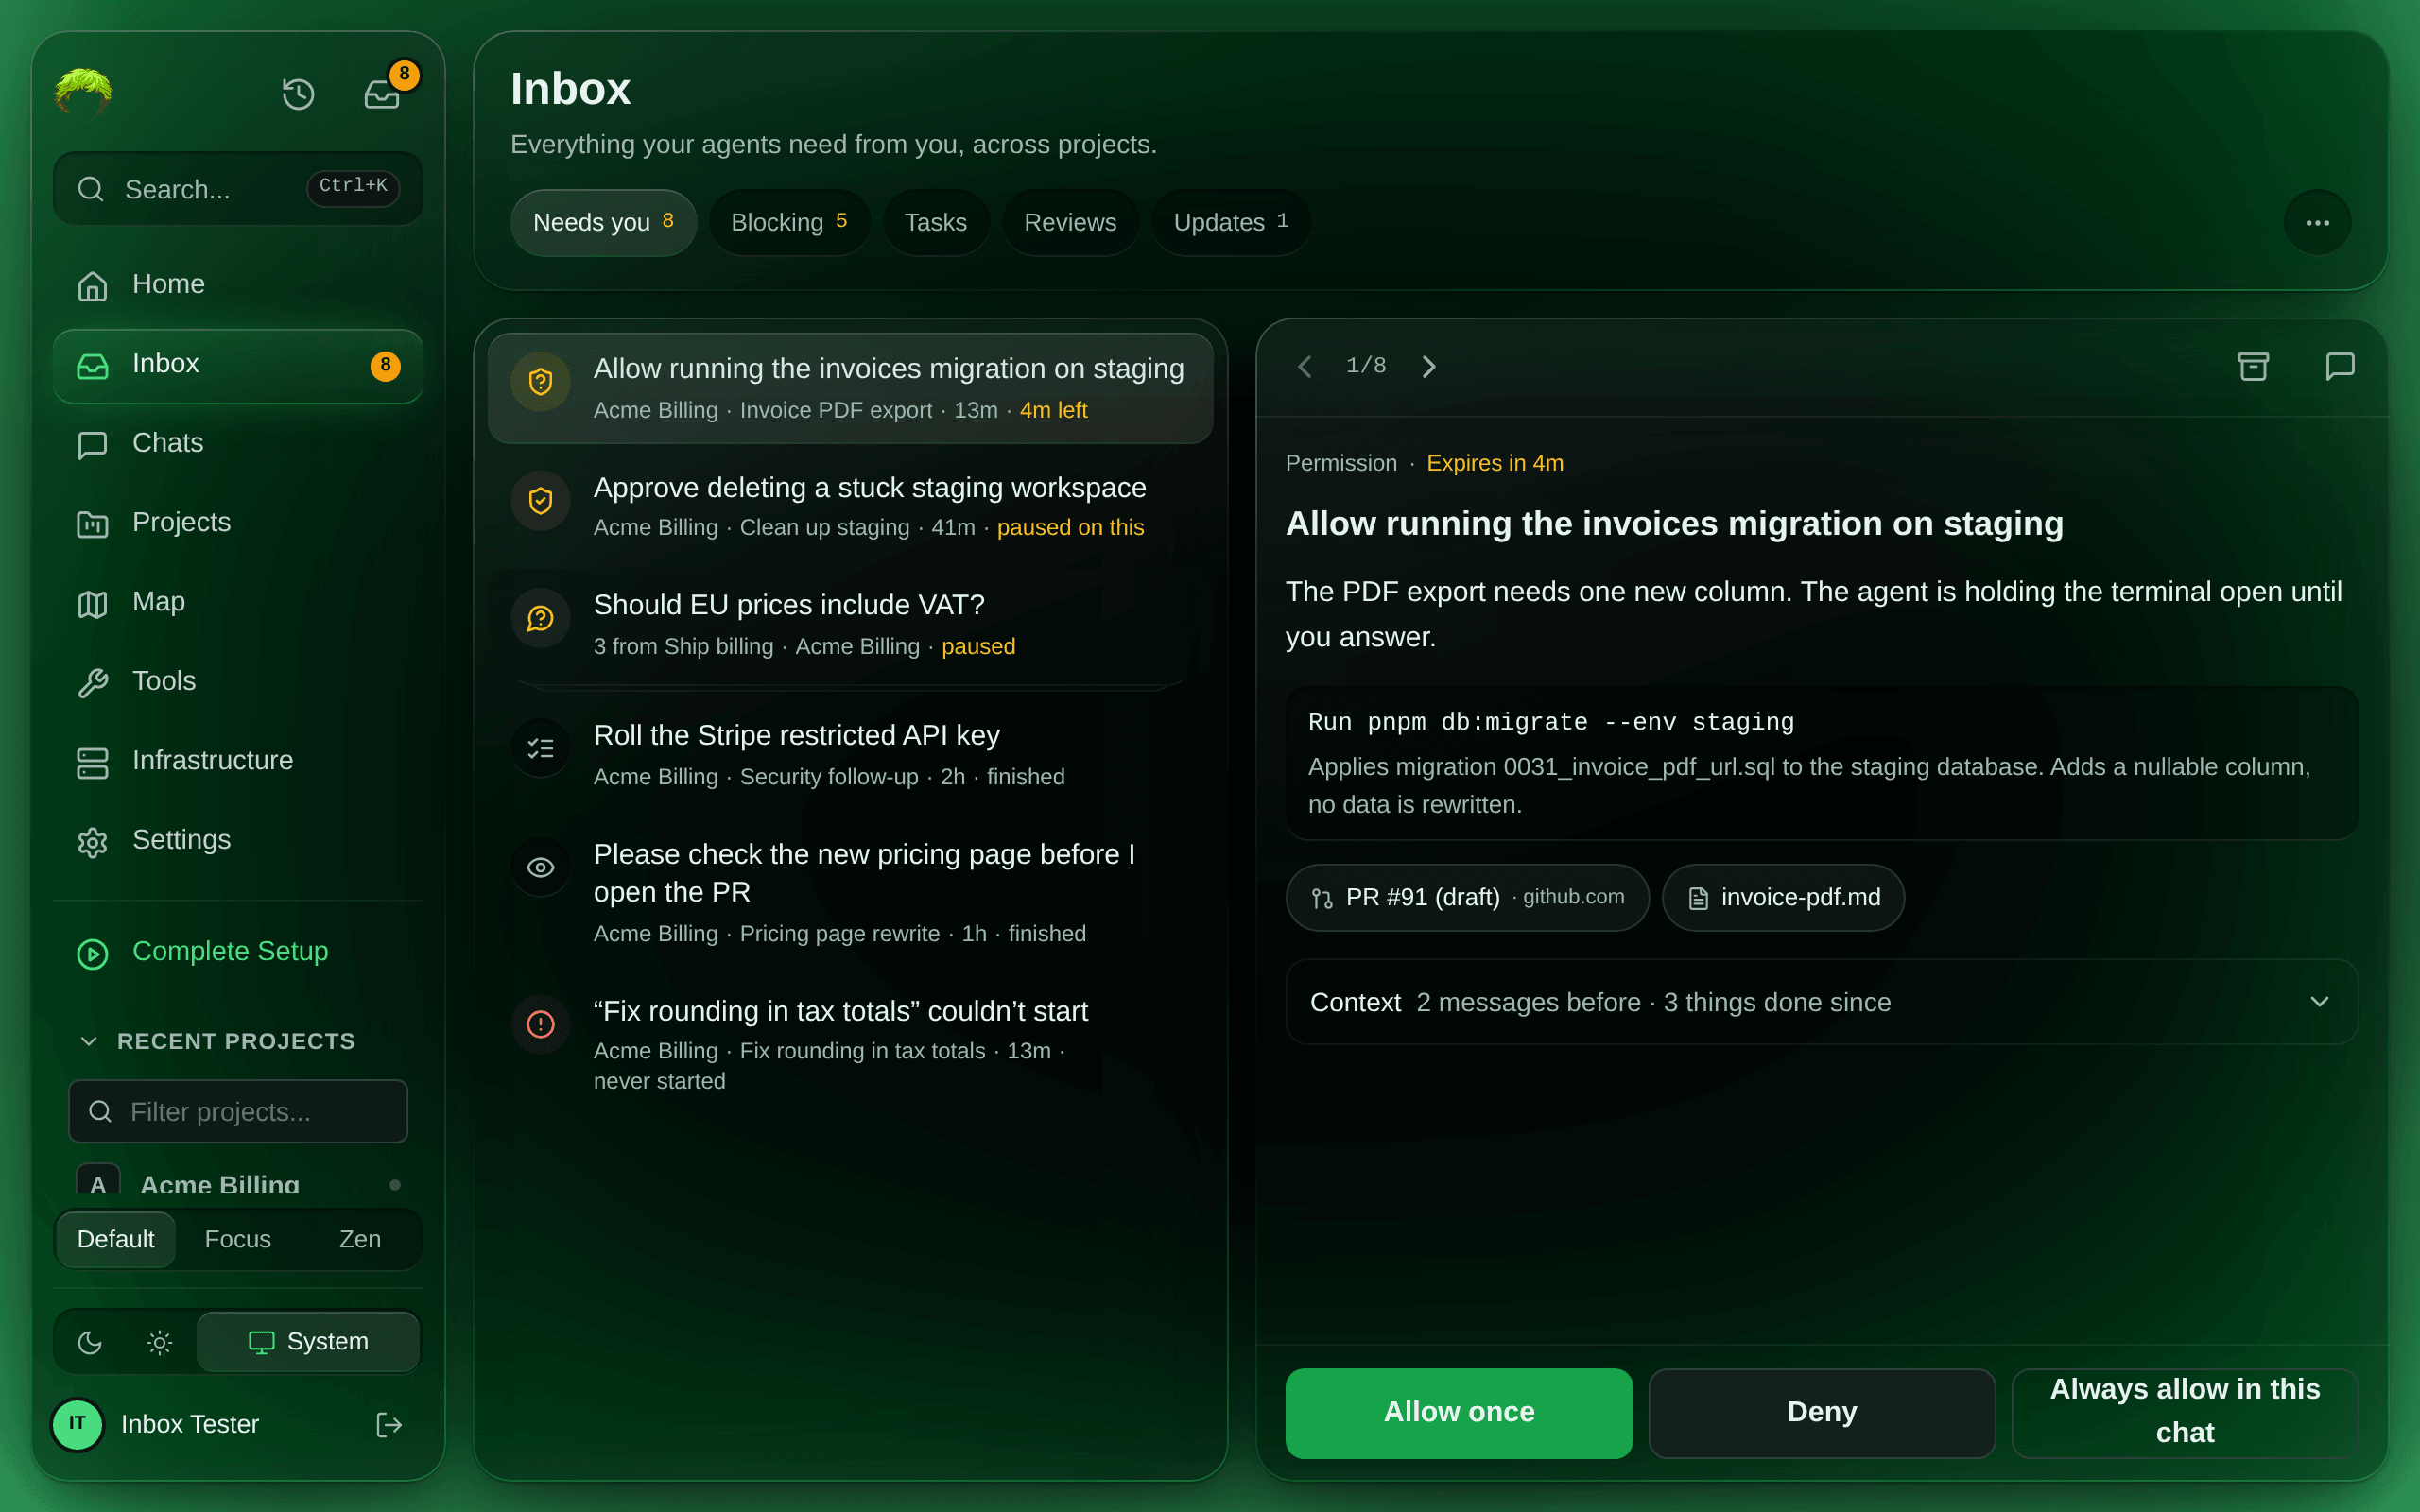 8
Search...
Ctrl+K
Home
Inbox
8
Chats
Projects
Map
Tools
Infrastructure
Settings
Complete Setup
RECENT PROJECTS
Filter projects...
A
Acme Billing
Default
Focus
Zen
System
IT
Inbox Tester
Inbox
Everything your agents need from you, across projects.
Needs you 8
Blocking 5
Tasks
Reviews
Updates 1
Allow running the invoices migration on staging
Acme Billing · Invoice PDF export · 13m · 4m left
Approve deleting a stuck staging workspace
Acme Billing · Clean up staging · 41m · paused on this
Should EU prices include VAT?
3 from Ship billing · Acme Billing · paused
Roll the Stripe restricted API key
Acme Billing · Security follow-up · 2h · finished
Please check the new pricing page before I
open the PR
Acme Billing · Pricing page rewrite · 1h · finished
“Fix rounding in tax totals” couldn’t start
Acme Billing · Fix rounding in tax totals · 13m ·
never started
1/8
Permission · Expires in 4m
Allow running the invoices migration on staging
The PDF export needs one new column. The agent is holding the terminal open until
you answer.
Run pnpm db:migrate --env staging
Applies migration 0031_invoice_pdf_url.sql to the staging database. Adds a nullable column,
no data is rewritten.
PR #91 (draft) · github.com
invoice-pdf.md
Context 2 messages before · 3 things done since
Allow once
Deny
Always allow in this
chat